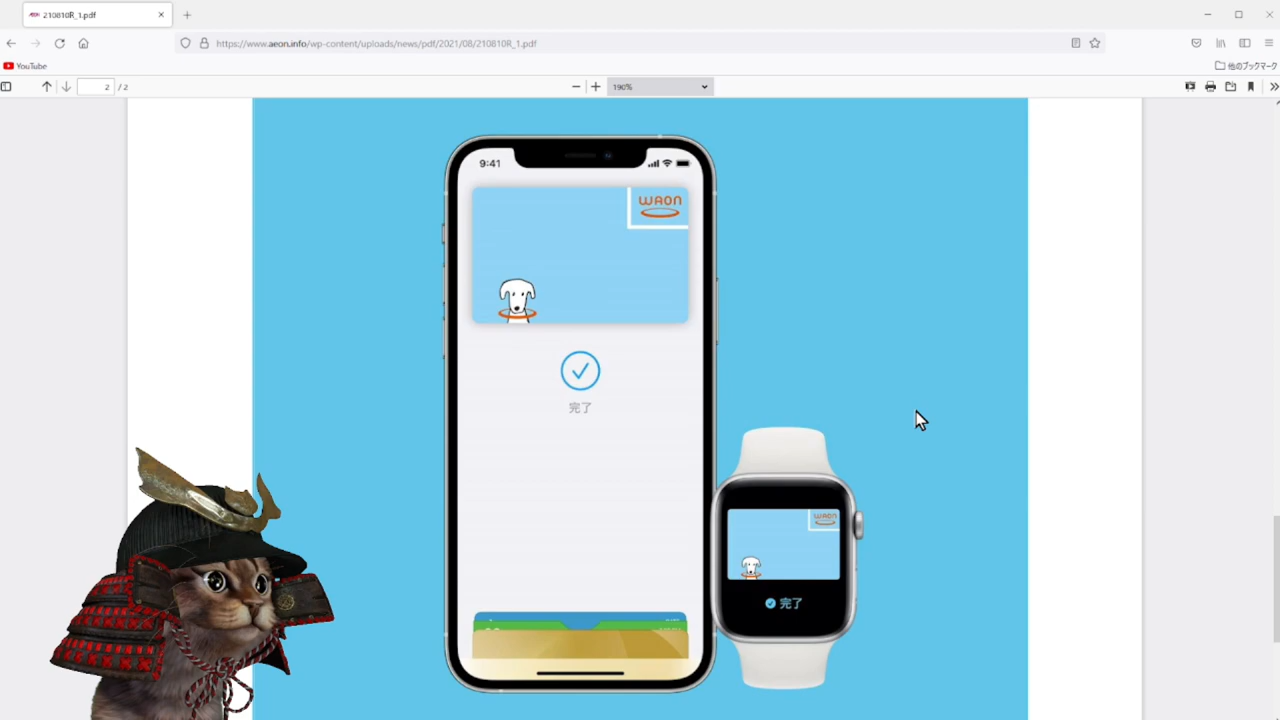 210810R_1.pdf
https://www.aeon.info/wp-content/uploads/news/pdf/2021/08/210810R_1.pdf
YouTube
他のブックマーク
2 / 2
190%
9:41
WAON
完了
WAON
完了